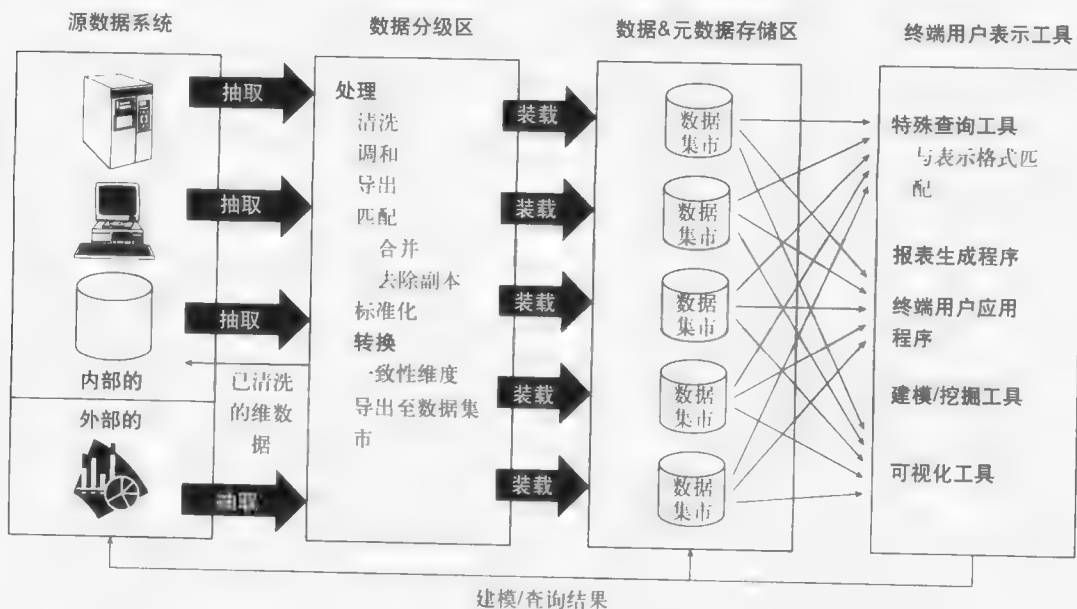 源数据系统
数据分级区
数据&元数据存储区
终端用户表示工具
抽取
抽取
抽取
内部的
外部的
已清洗
的维数
据
抽取
处理
清洗
调和
导出
匹配
合并
去除副本
标准化
转换
一致性维度
导出至数据集
市
装载
装载
装载
装载
装载
数据
集市
数据
集市
数据
集市
数据
集市
数据
集市
特殊查询工具
与表示格式匹
配
报表生成程序
终端用户应用
程序
建模/挖掘工具
可视化工具
建模/查询结果